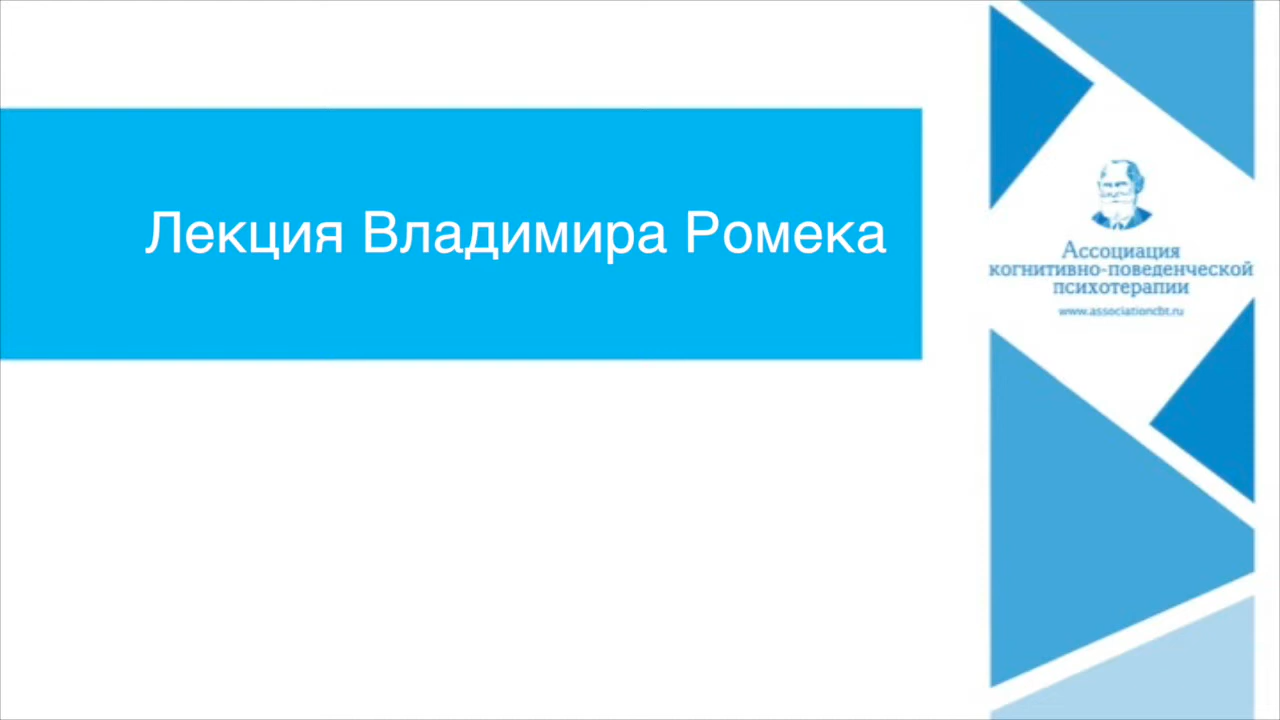 Лекция Владимира Ромека
Ассоциация
когнитивно-поведенческой
психотерапии
www.associationcbt.ru